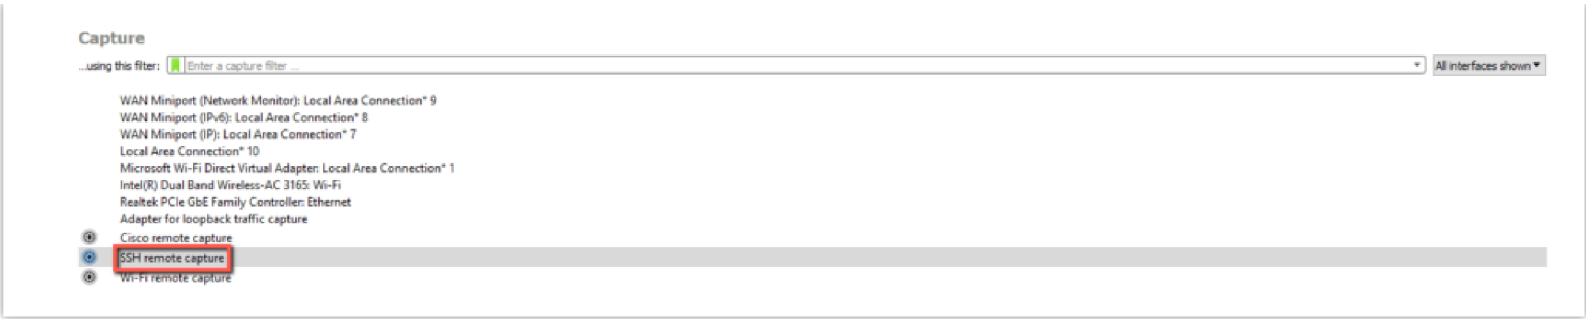 Capture
...using this filter: Enter a capture filter ... All interfaces shown
WAN Miniport (Network Monitor): Local Area Connection* 9
WAN Miniport (IPv6): Local Area Connection* 8
WAN Miniport (IP): Local Area Connection* 7
Local Area Connection* 10
Microsoft Wi-Fi Direct Virtual Adapter: Local Area Connection* 1
Intel(R) Dual Band Wireless-AC 3165: Wi-Fi
Realtek PCIe GbE Family Controller: Ethernet
Adapter for loopback traffic capture
Cisco remote capture
SSH remote capture
Wi-Fi remote capture